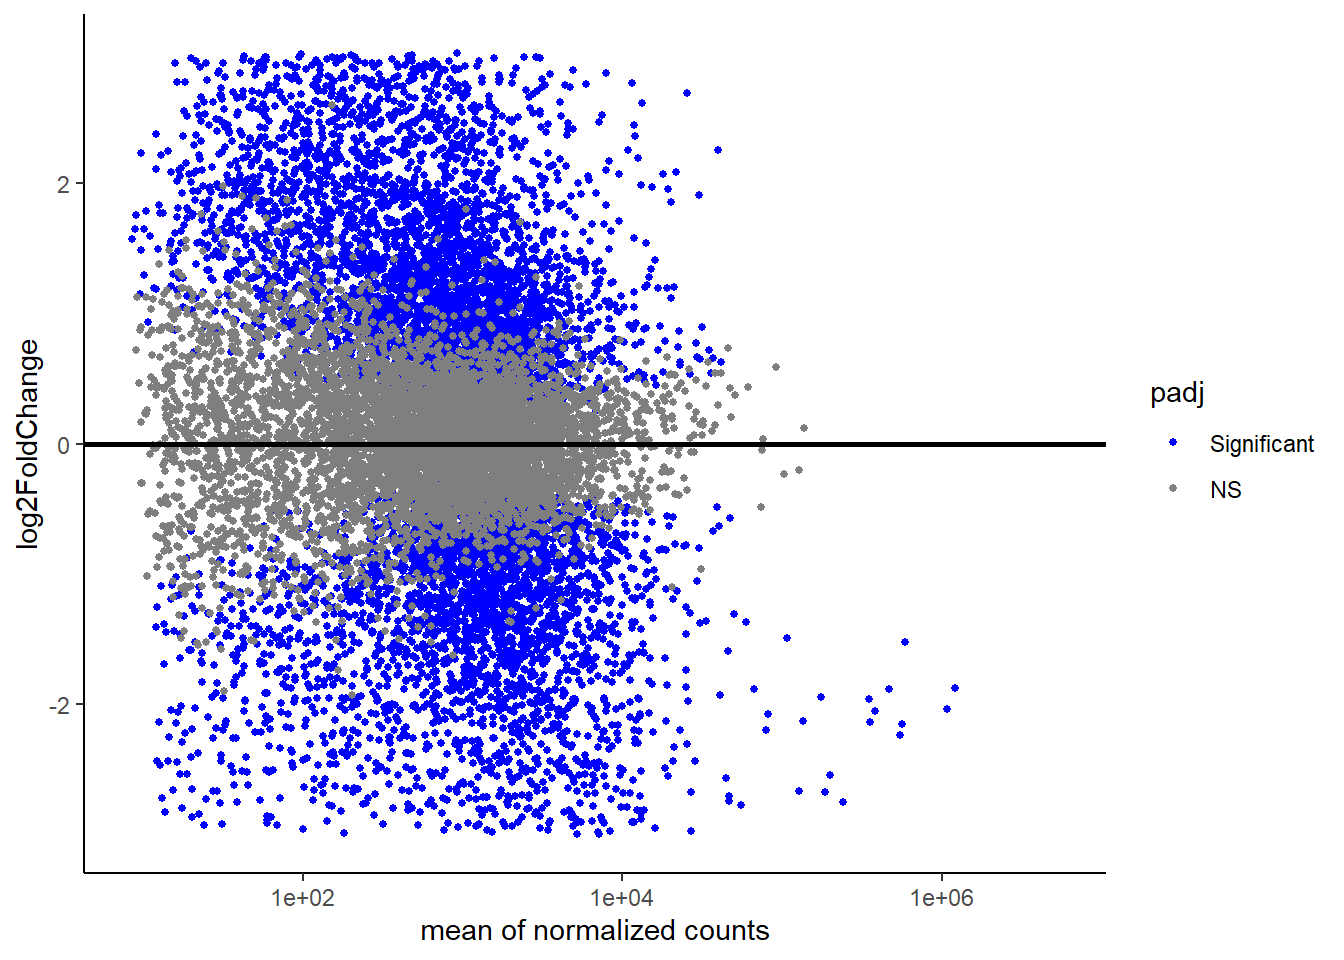 log2FoldChange
2
0
-2
1e+02
1e+04
1e+06
mean of normalized counts
padj
Significant
NS